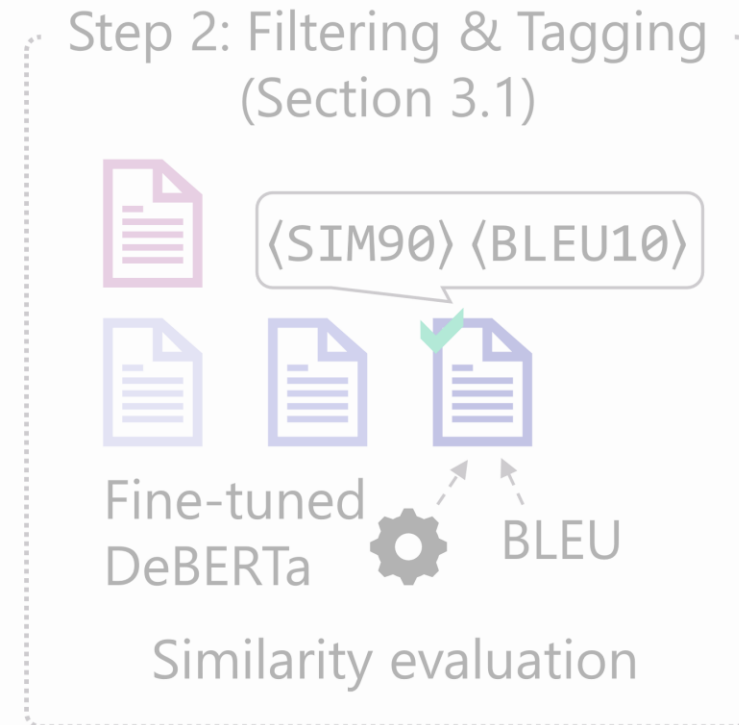 Step 2: Filtering & Tagging
(Section 3.1)
⟨SIM90⟩ ⟨BLEU10⟩
Fine-tuned
DeBERTa
BLEU
Similarity evaluation